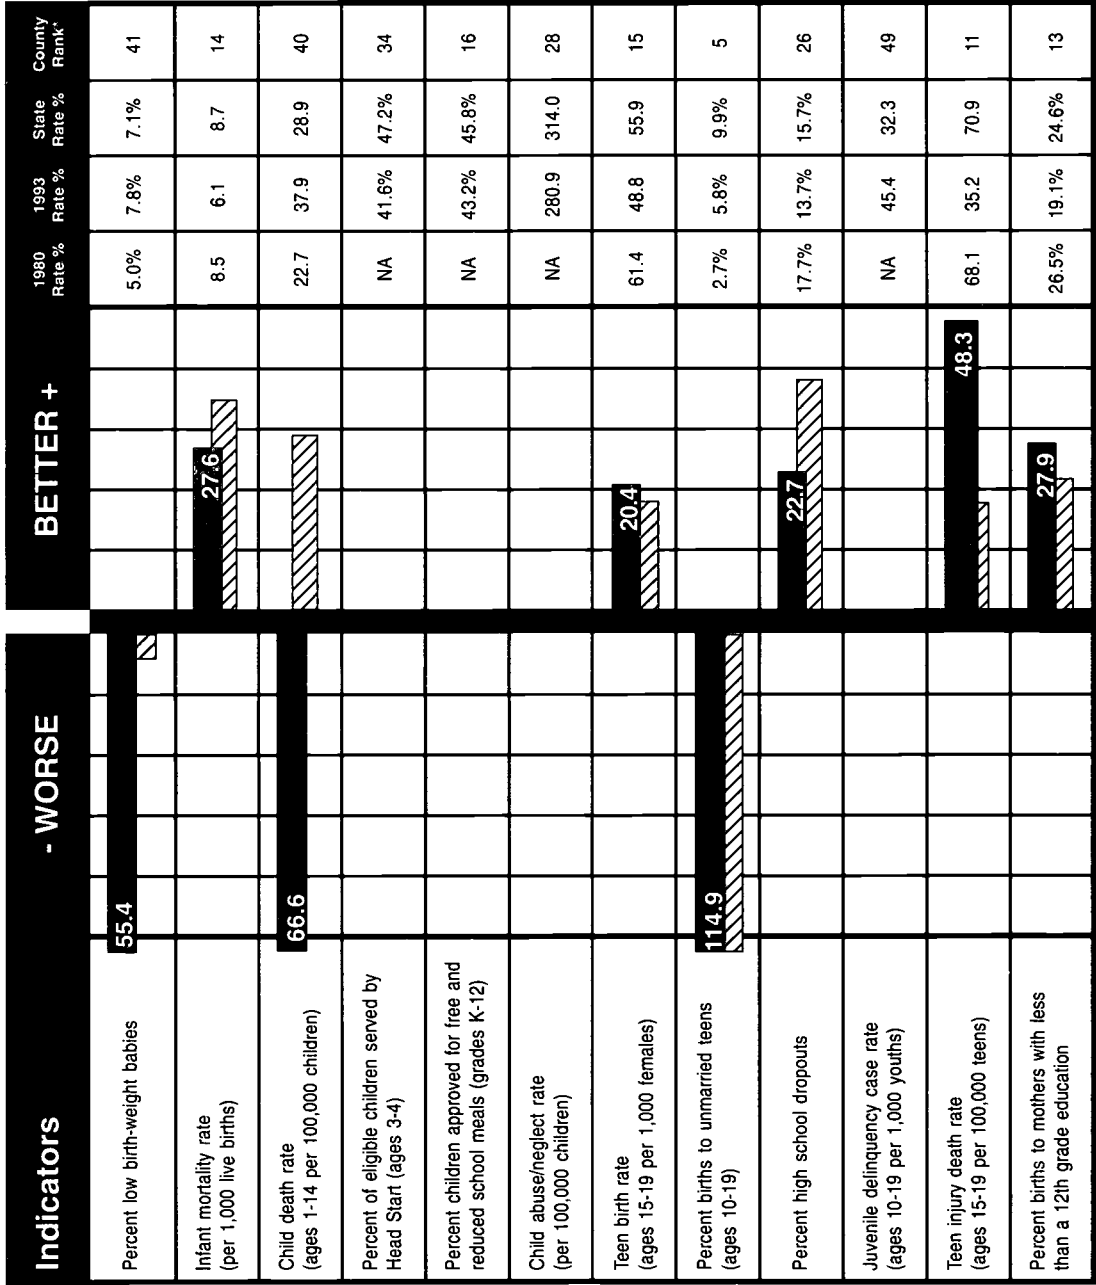 Indicators - WORSE BETTER + 1980 Rate % 1993 Rate % State Rate % County Rank*
Percent low birth-weight babies 55.4 5.0% 7.8% 7.1% 41
Infant mortality rate
(per 1,000 live births) 27.6 8.5 6.1 8.7 14
Child death rate
(ages 1-14 per 100,000 children) 66.6 22.7 37.9 28.9 40
Percent of eligible children served by
Head Start (ages 3-4) NA 41.6% 47.2% 34
Percent children approved for free and
reduced school meals (grades K-12) NA 43.2% 45.8% 16
Child abuse/neglect rate
(per 100,000 children) NA 280.9 314.0 28
Teen birth rate
(ages 15-19 per 1,000 females) 20.4 61.4 48.8 55.9 15
Percent births to unmarried teens
(ages 10-19) 114.9 2.7% 5.8% 9.9% 5
Percent high school dropouts 22.7 17.7% 13.7% 15.7% 26
Juvenile delinquency case rate
(ages 10-19 per 1,000 youths) NA 45.4 32.3 49
Teen injury death rate
(ages 15-19 per 100,000 teens) 48.3 68.1 35.2 70.9 11
Percent births to mothers with less
than a 12th grade education 27.9 26.5% 19.1% 24.6% 13